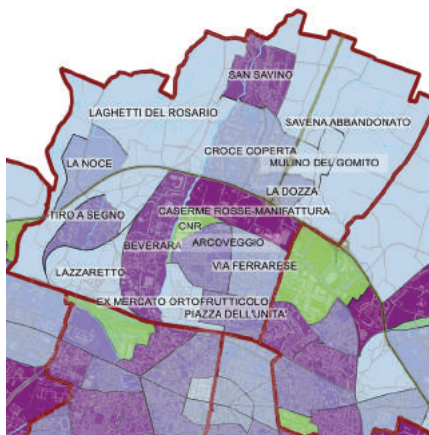 SAN SAVINO
LAGHETTI DEL ROSARIO
SAVENA ABBANDONATO
CROCE COPERTA
LA NOCE
MULINO DEL GOMITO
LA DOZZA
TIRO A SEGNO
CASERME ROSSE-MANIFATTURA
CNR
BEVERARA
ARCOVEGGIO
LAZZARETTO
VIA FERRARESE
EX MERCATO ORTOFRUTTICOLO
PIAZZA DELL'UNITA'